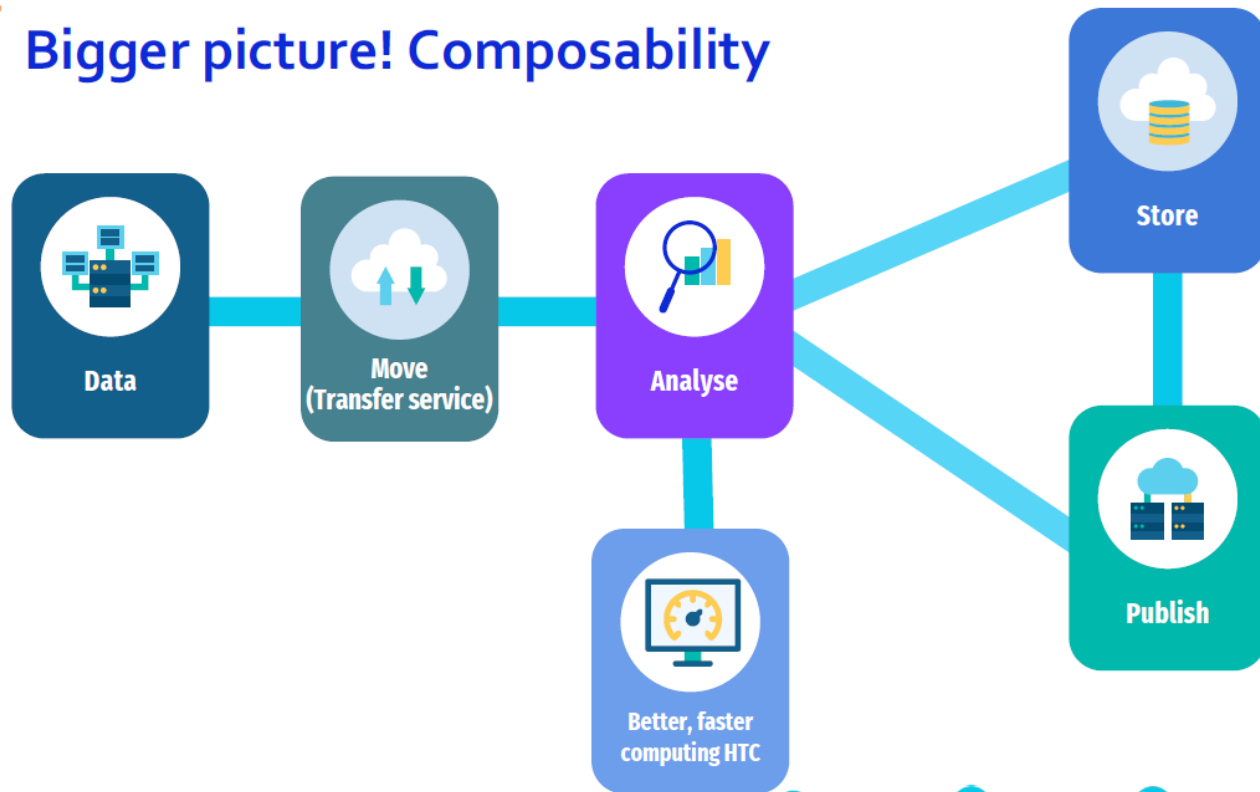 Bigger picture! Composability
Data
Move
(Transfer service)
Analyse
Store
Better, faster
computing HTC
Publish